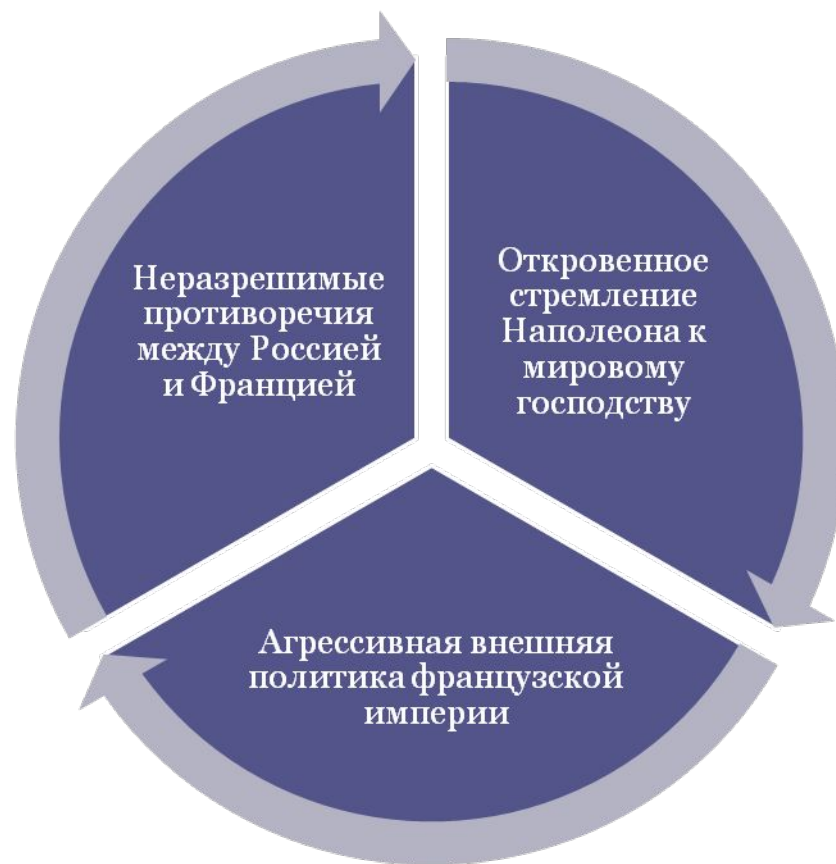 Неразрешимые
противоречия
между Россией
и Францией
Откровенное
стремление
Наполеона к
мировому
господству
Агрессивная внешняя
политика французской
империи